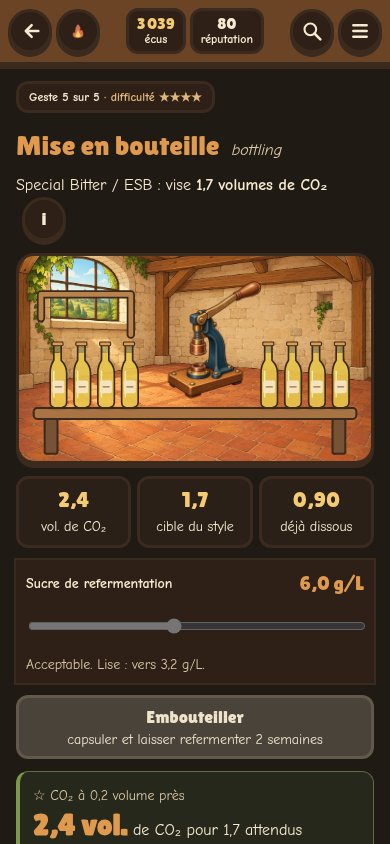 3 039
écus
80
réputation
Geste 5 sur 5 · difficulté ★★★★
Mise en bouteille bottling
Special Bitter / ESB : vise 1,7 volumes de CO₂
i
2,4
vol. de CO₂
1,7
cible du style
0,90
déjà dissous
Sucre de refermentation
6,0 g/L
Acceptable. Lise : vers 3,2 g/L.
Embouteiller
capsuler et laisser refermenter 2 semaines
☆ CO₂ à 0,2 volume près
2,4 vol. de CO₂ pour 1,7 attendus